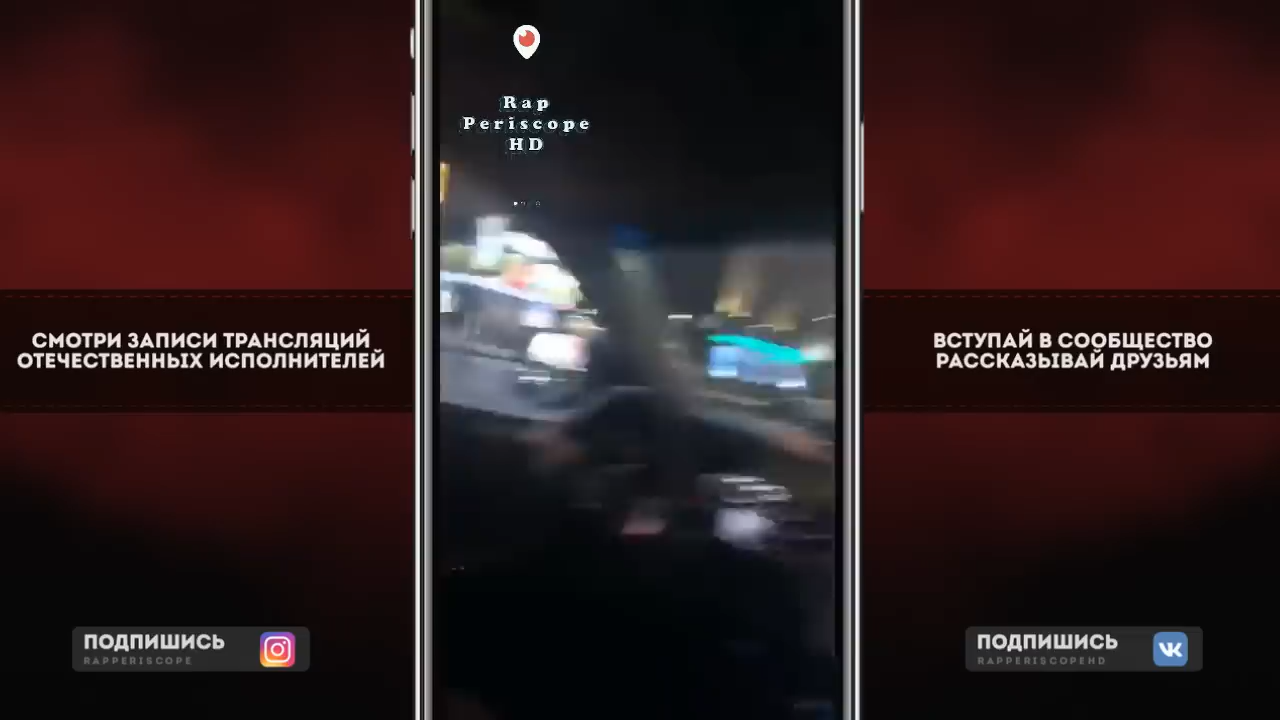 Rap
Periscope
HD
СМОТРИ ЗАПИСИ ТРАНСЛЯЦИЙ
ОТЕЧЕСТВЕННЫХ ИСПОЛНИТЕЛЕЙ
ВСТУПАЙ В СООБЩЕСТВО
РАССКАЗЫВАЙ ДРУЗЬЯМ
ПОДПИШИСЬ
RAPPERISCOPE
ПОДПИШИСЬ
RAPPERISCOPEHD